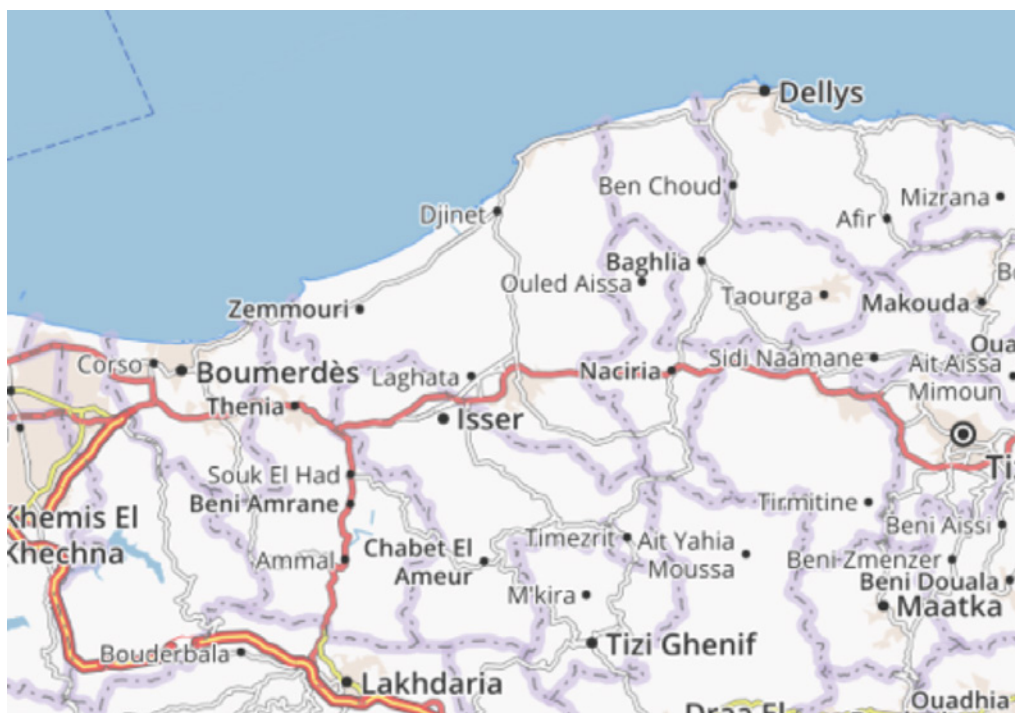 Dellys
Ben Choud
Mizrana
Djinet
Afir
Baghlia
Ouled Aissa
Taourga
Makouda
Zemmouri
Corso
Boumerdès
Laghata
Naciria
Sidi Naamane
Ait Aissa
Mimoun
Thenia
Isser
Souk El Had
Beni Amrane
Tirmitine
Khemis El
Khechna
Beni Aissi
Ammal
Chabet El
Ameur
Timezrit
Ait Yahia
Moussa
Beni Zmenzer
Beni Douala
M'kira
Maatka
Tizi Ghenif
Bouderbala
Lakhdaria
Ouadhia
Draa El